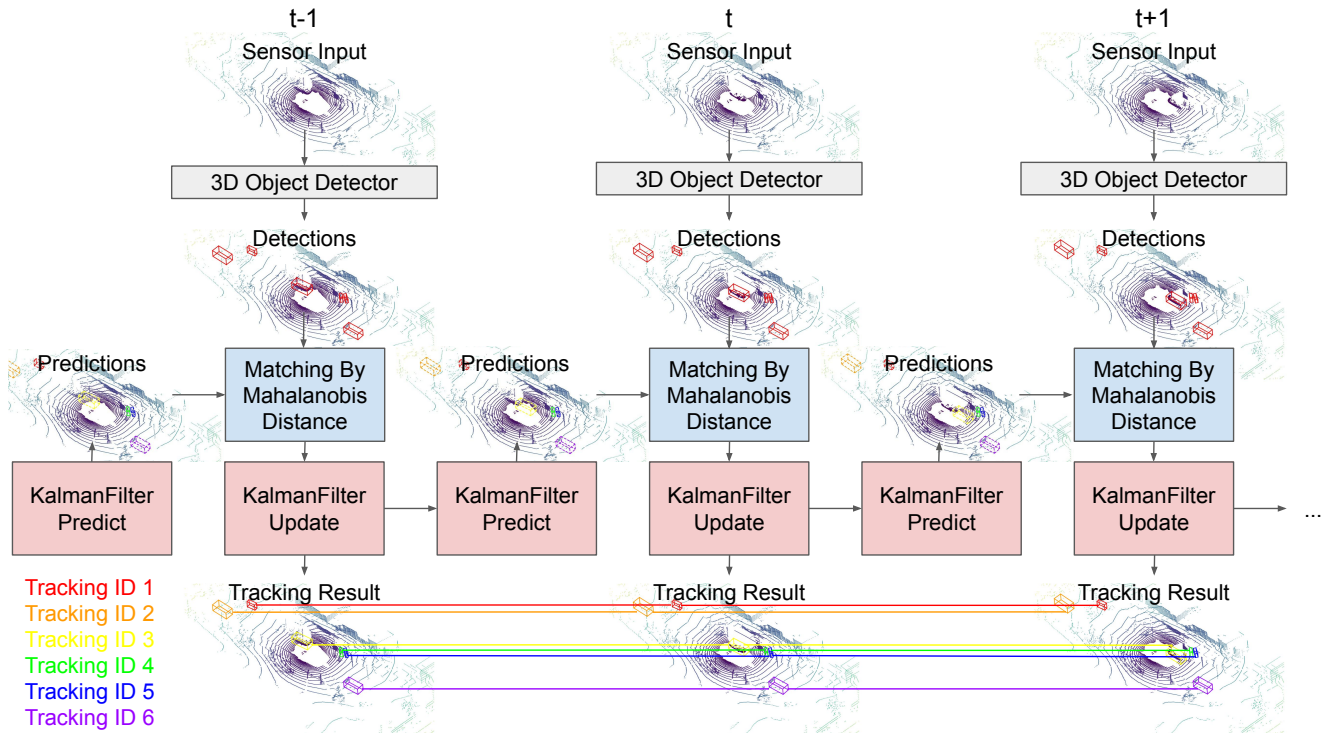 t-1
t
t+1
Sensor Input
Sensor Input
Sensor Input
3D Object Detector
3D Object Detector
3D Object Detector
Detections
Detections
Detections
Predictions
Matching By
Mahalanobis
Distance
Predictions
Matching By
Mahalanobis
Distance
Predictions
Matching By
Mahalanobis
Distance
KalmanFilter
Predict
KalmanFilter
Update
KalmanFilter
Predict
KalmanFilter
Update
KalmanFilter
Predict
KalmanFilter
Update
...
Tracking ID 1
Tracking ID 2
Tracking ID 3
Tracking ID 4
Tracking ID 5
Tracking ID 6
Tracking Result
Tracking Result
Tracking Result